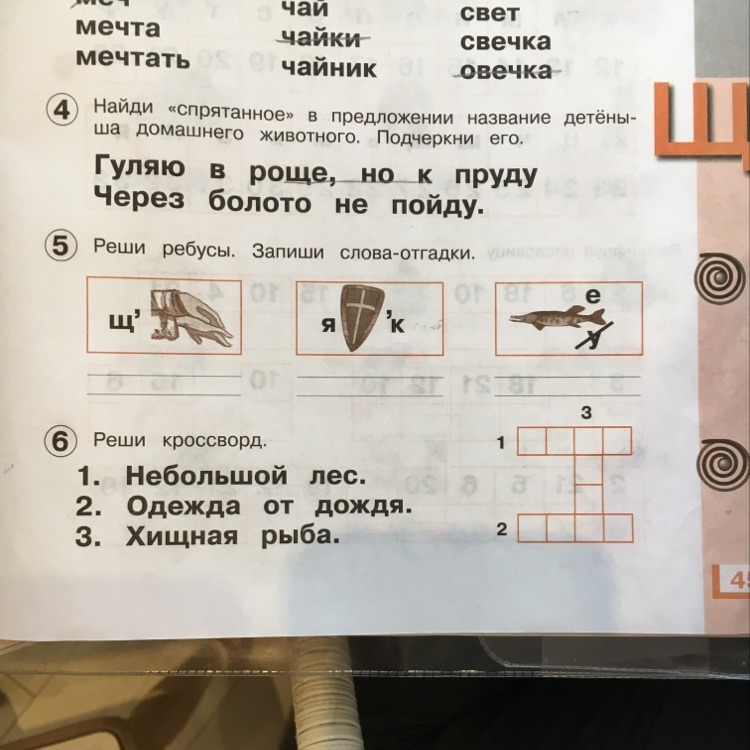 меч чай свет
мечта чайки свечка
мечтать чайник овечка
4 Найди «спрятанное» в предложении название детёны-
ша домашнего животного. Подчеркни его.
Гуляю в роще, но к пруду
Через болото не пойду.
5 Реши ребусы. Запиши слова-отгадки.
щ’ я ’к е у
6 Реши кроссворд.
1. Небольшой лес.
2. Одежда от дождя.
3. Хищная рыба.
3
1
2
Щ
45